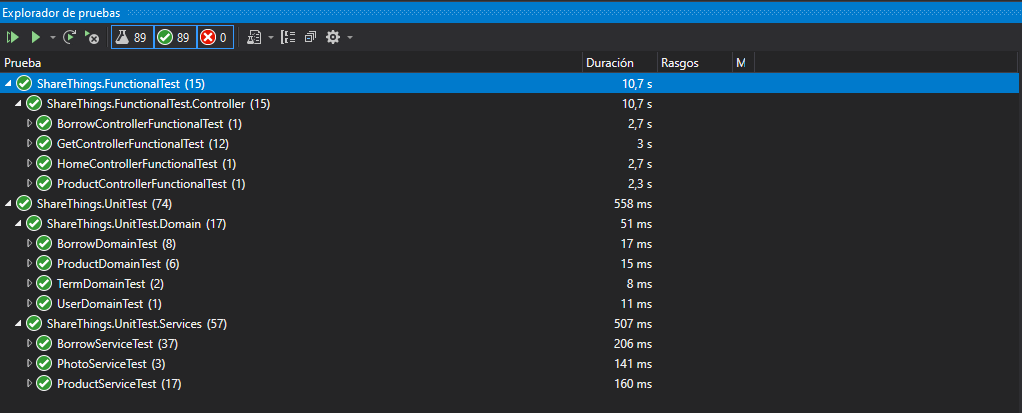 Explorador de pruebas
89 89 0
Prueba Duración Rasgos M
ShareThings.FunctionalTest (15) 10,7 s
ShareThings.FunctionalTest.Controller (15) 10,7 s
BorrowControllerFunctionalTest (1) 2,7 s
GetControllerFunctionalTest (12) 3 s
HomeControllerFunctionalTest (1) 2,7 s
ProductControllerFunctionalTest (1) 2,3 s
ShareThings.UnitTest (74) 558 ms
ShareThings.UnitTest.Domain (17) 51 ms
BorrowDomainTest (8) 17 ms
ProductDomainTest (6) 15 ms
TermDomainTest (2) 8 ms
UserDomainTest (1) 11 ms
ShareThings.UnitTest.Services (57) 507 ms
BorrowServiceTest (37) 206 ms
PhotoServiceTest (3) 141 ms
ProductServiceTest (17) 160 ms